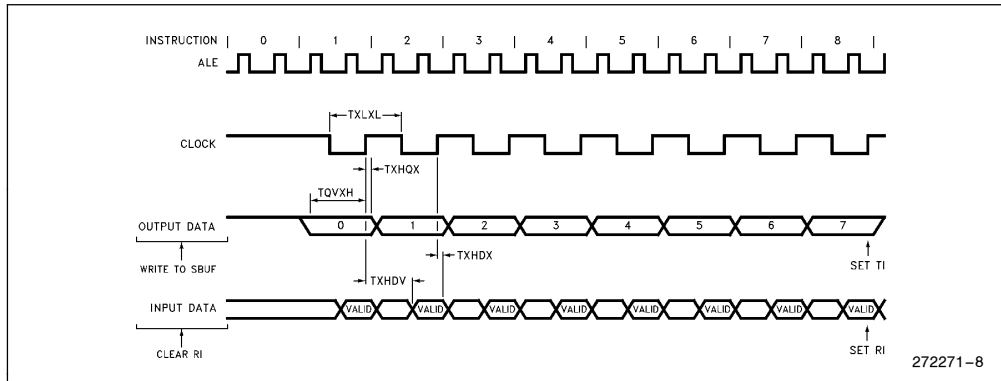 INSTRUCTION | 0 | 1 | 2 | 3 | 4 | 5 | 6 | 7 | 8 |
ALE
TXLXL
CLOCK
TXHQX
TQVXH
OUTPUT DATA 0 1 2 3 4 5 6 7
WRITE TO SBUF
TXHDX
SET TI
TXHDV
INPUT DATA VALID VALID VALID VALID VALID VALID VALID VALID
CLEAR RI
SET RI
272271-8